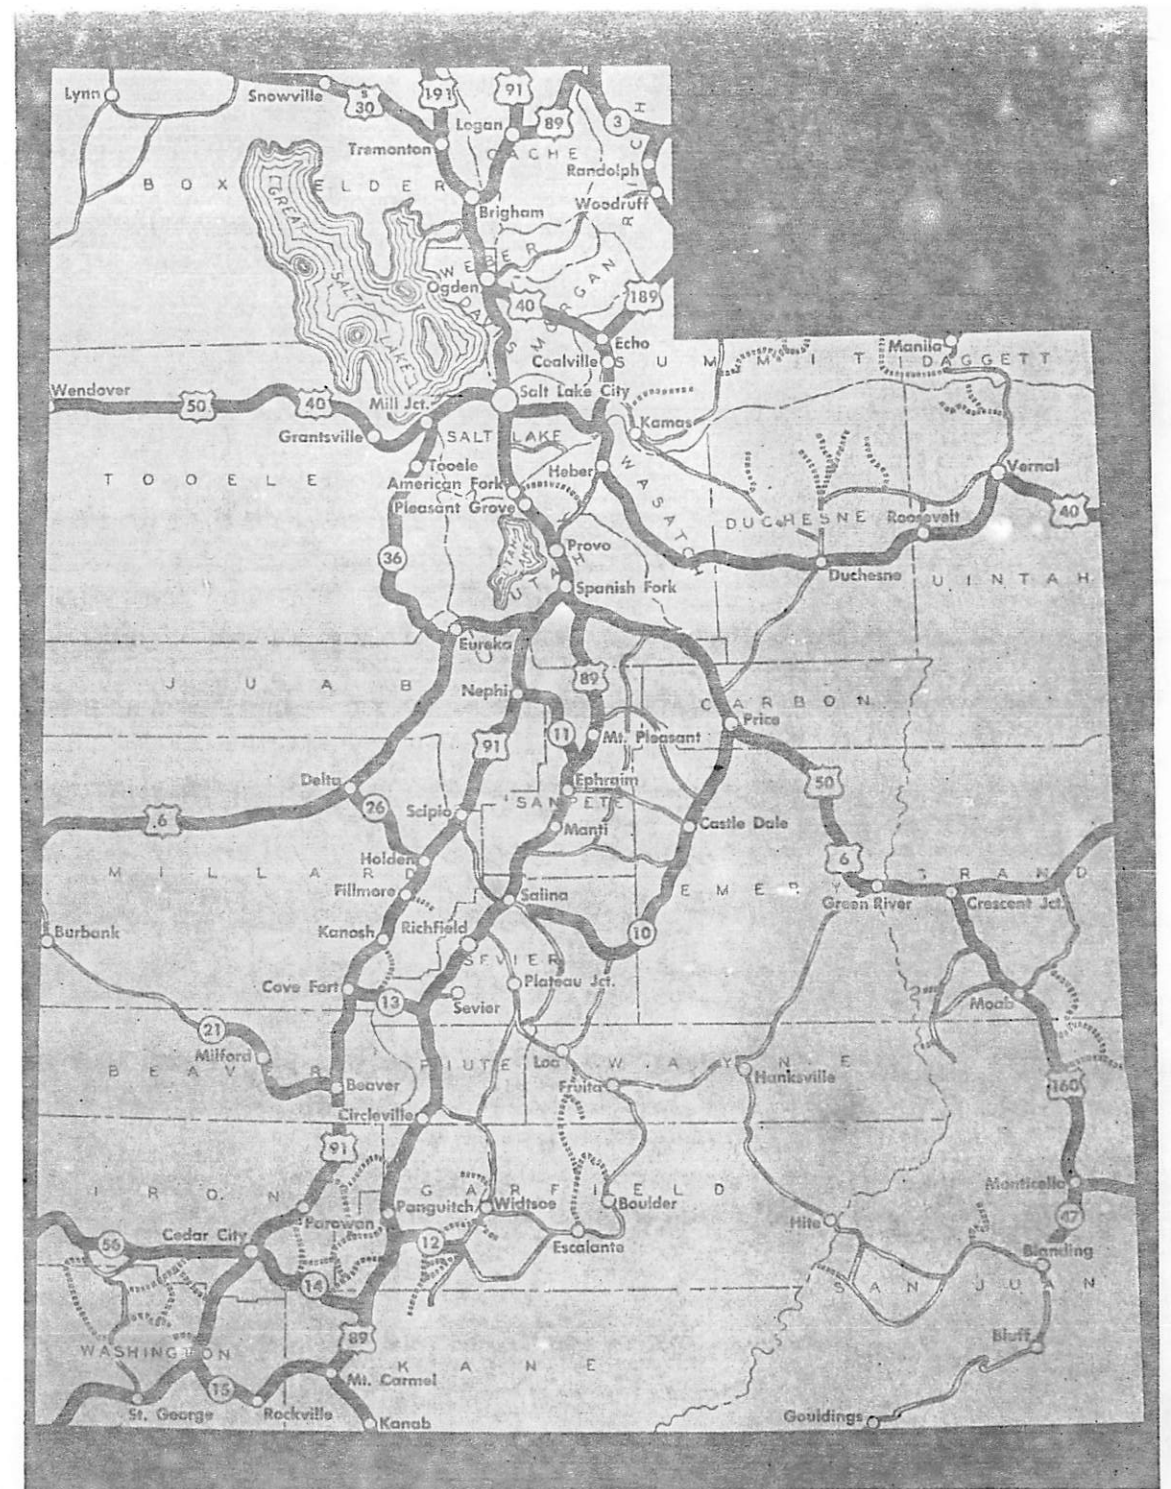 Lynn
Snowville
S 30
191
91
Logan
89
3
RICH
Tremonton
CACHE
Randolph
BOX ELDER
Woodruff
Brigham
GREAT SALT LAKE
WEBER
Ogden
DAVIS
MORGAN
40
189
Echo
Coalville
SUMMIT
Manila
DAGGETT
Wendover
50
40
Mill Jct.
Salt Lake City
Grantsville
SALT LAKE
Kamas
TOOELE
Tooele
Heber
WASATCH
Vernal
American Fork
Pleasant Grove
DUCHESNE
Roosevelt
40
36
UTAH LAKE
Provo
UTAH
Duchesne
UINTAH
Spanish Fork
Eureka
JUAB
Nephi
89
CARBON
Price
91
11
Mt. Pleasant
Delta
Ephraim
50
26
SANPETE
6
Scipio
Manti
Castle Dale
Holden
6
MILLARD
Fillmore
Salina
EMERY
GRAND
Green River
Crescent Jct.
Burbank
Kanosh
Richfield
10
SEVIER
Cove Fort
13
Sevier
Plateau Jct.
Moab
21
Milford
BEAVER
Beaver
PIUTE
Loa
WAYNE
Fruita
Hanksville
160
Circleville
91
IRON
GARFIELD
Monticello
Parowan
Panguitch
Widtsoe
Boulder
Hite
47
56
Cedar City
12
Escalante
Blanding
14
SAN JUAN
89
Bluff
WASHINGTON
KANE
15
Mt. Carmel
St. George
Rockville
Kanab
Gouldings